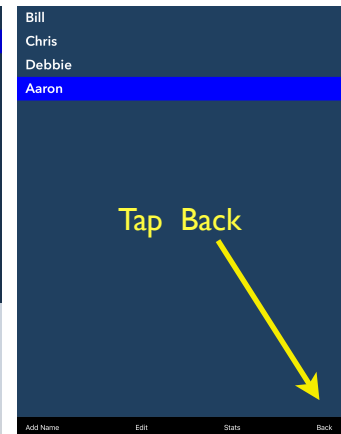 Bill
Chris
Debbie
Aaron
Tap Back
Add Name Edit Stats Back